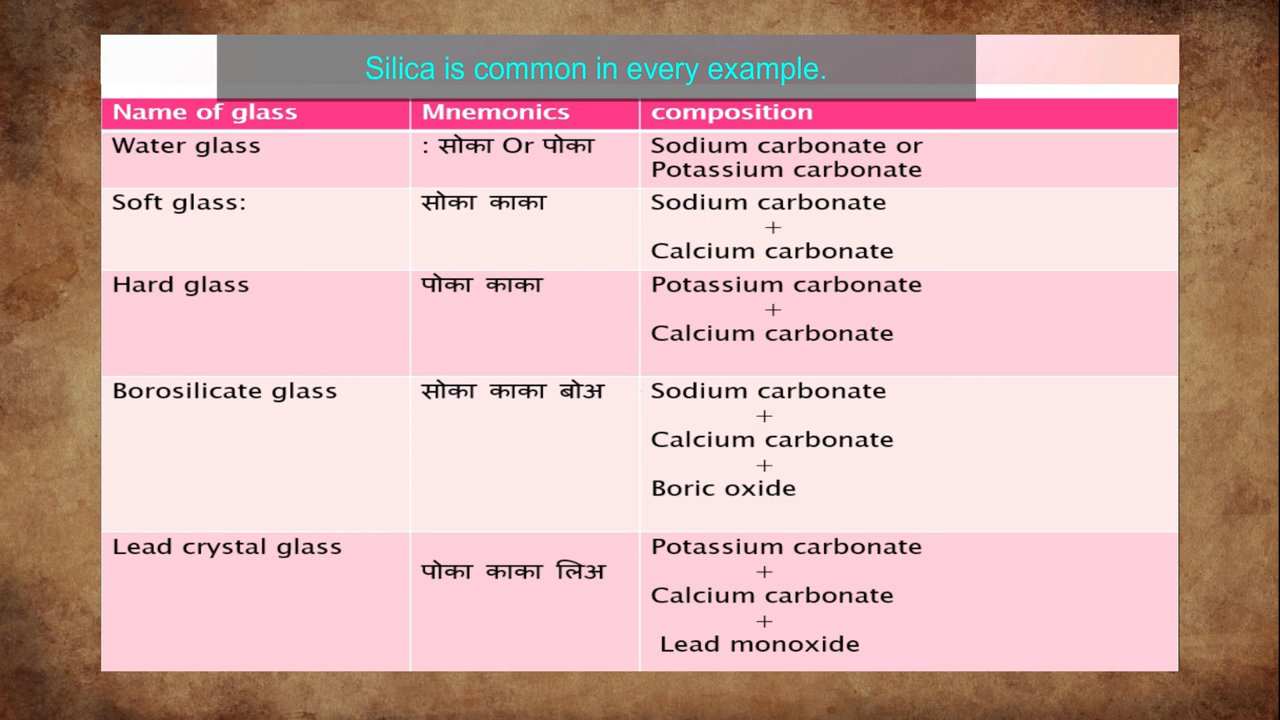 Silica is common in every example.
Name of glass Mnemonics composition
Water glass : सोका Or पोका Sodium carbonate or
Potassium carbonate
Soft glass: सोका काका Sodium carbonate
+
Calcium carbonate
Hard glass पोका काका Potassium carbonate
+
Calcium carbonate
Borosilicate glass सोका काका बोअ Sodium carbonate
+
Calcium carbonate
+
Boric oxide
Lead crystal glass Potassium carbonate
पोका काका लिअ +
Calcium carbonate
+
Lead monoxide